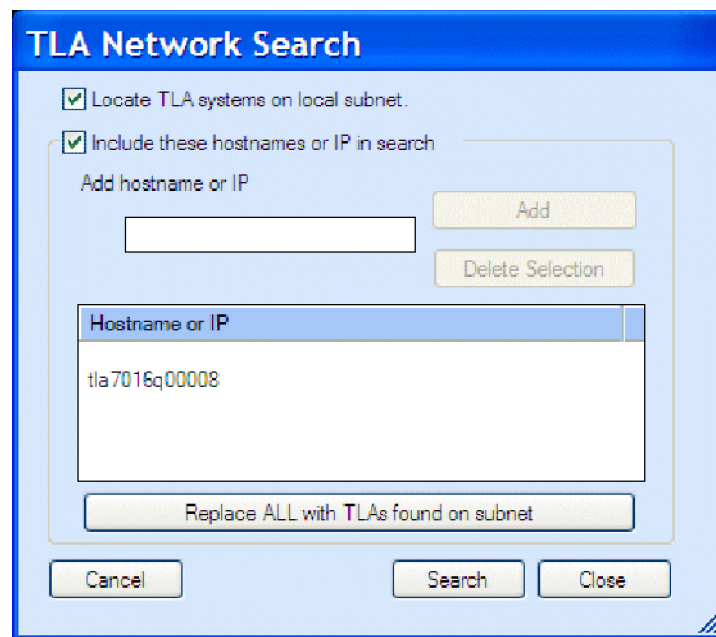 TLA Network Search
Locate TLA systems on local subnet.
Include these hostnames or IP in search
Add hostname or IP
Add
Delete Selection
Hostname or IP
tla7016q00008
Replace ALL with TLAs found on subnet
Cancel Search Close